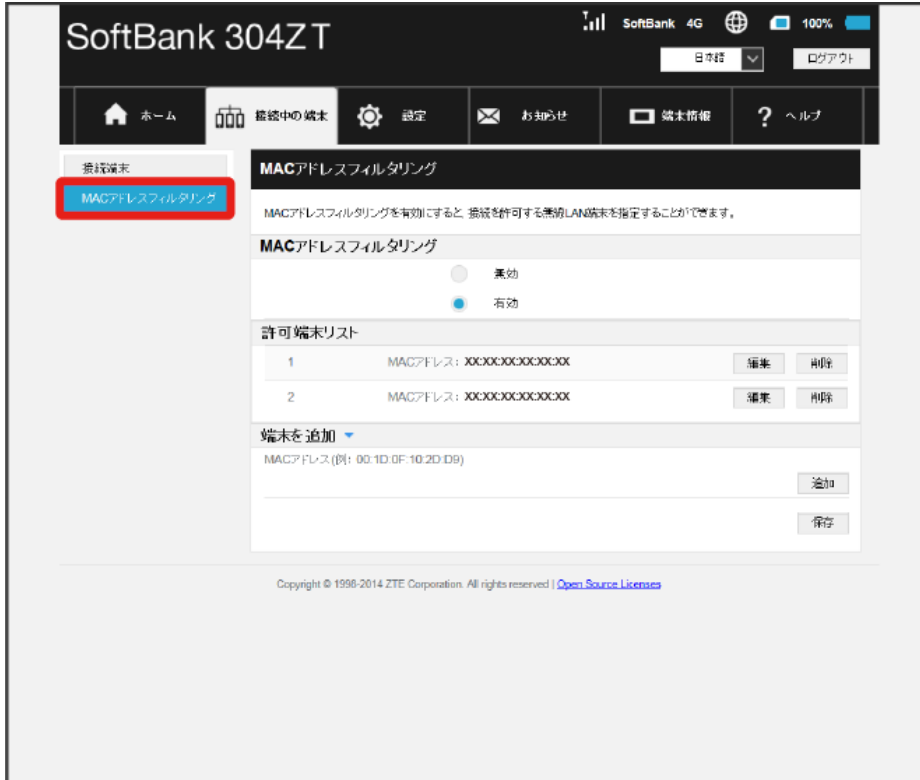 SoftBank 304ZT
SoftBank 4G 100%
日本語 ログアウト
ホーム 接続中の端末 設定 お知らせ 端末情報 ? ヘルプ
接続端末
MACアドレスフィルタリング
MACアドレスフィルタリング
MACアドレスフィルタリングを有効にすると、接続を許可する無線LAN端末を指定することができます。
MACアドレスフィルタリング
無効
有効
許可端末リスト
1 MACアドレス: XX:XX:XX:XX:XX:XX 編集 削除
2 MACアドレス: XX:XX:XX:XX:XX:XX 編集 削除
端末を追加
MACアドレス(例: 00:1D:0F:10:2D:D9)
追加
保存
Copyright © 1998-2014 ZTE Corporation. All rights reserved | Open Source Licenses